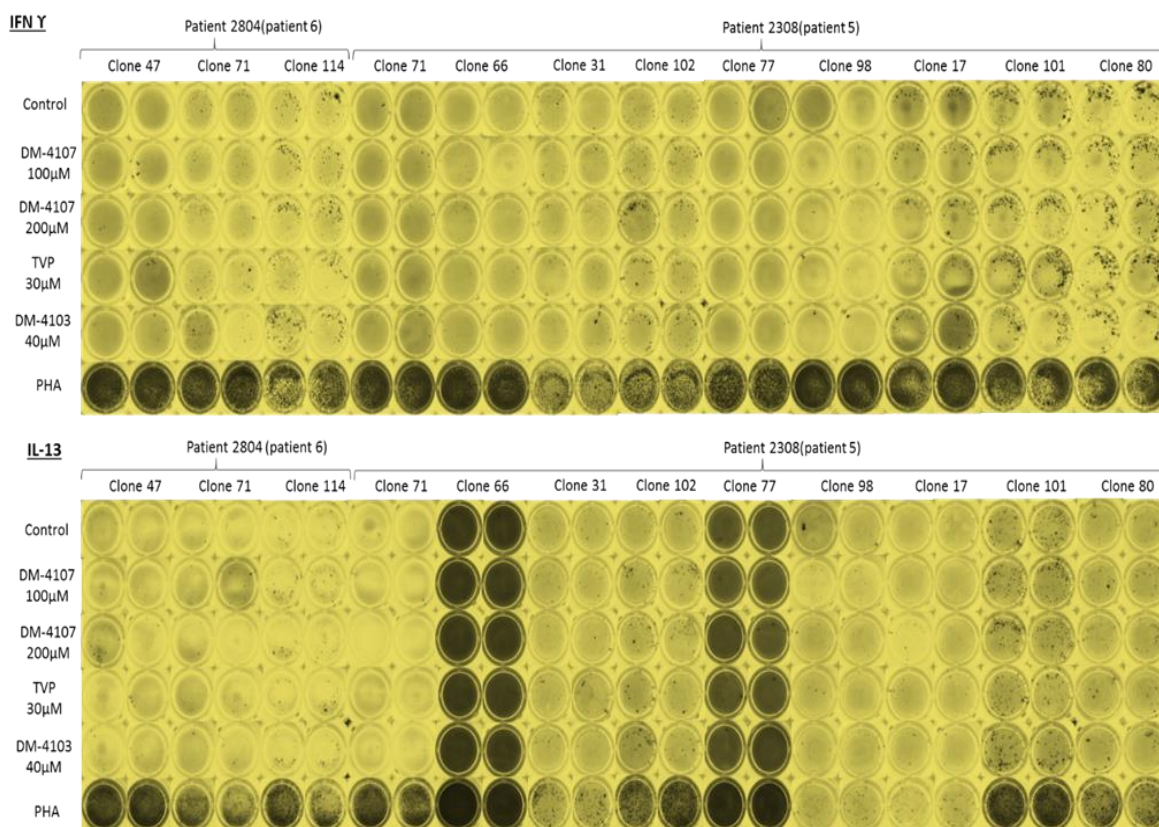 IFN ϒ
Patient 2804(patient 6) Patient 2308(patient 5)
Clone 47 Clone 71 Clone 114 Clone 71 Clone 66 Clone 31 Clone 102 Clone 77 Clone 98 Clone 17 Clone 101 Clone 80
Control
DM-4107
100µM
DM-4107
200µM
TVP
30µM
DM-4103
40µM
PHA
IL-13
Patient 2804(patient 6) Patient 2308(patient 5)
Clone 47 Clone 71 Clone 114 Clone 71 Clone 66 Clone 31 Clone 102 Clone 77 Clone 98 Clone 17 Clone 101 Clone 80
Control
DM-4107
100µM
DM-4107
200µM
TVP
30µM
DM-4103
40µM
PHA